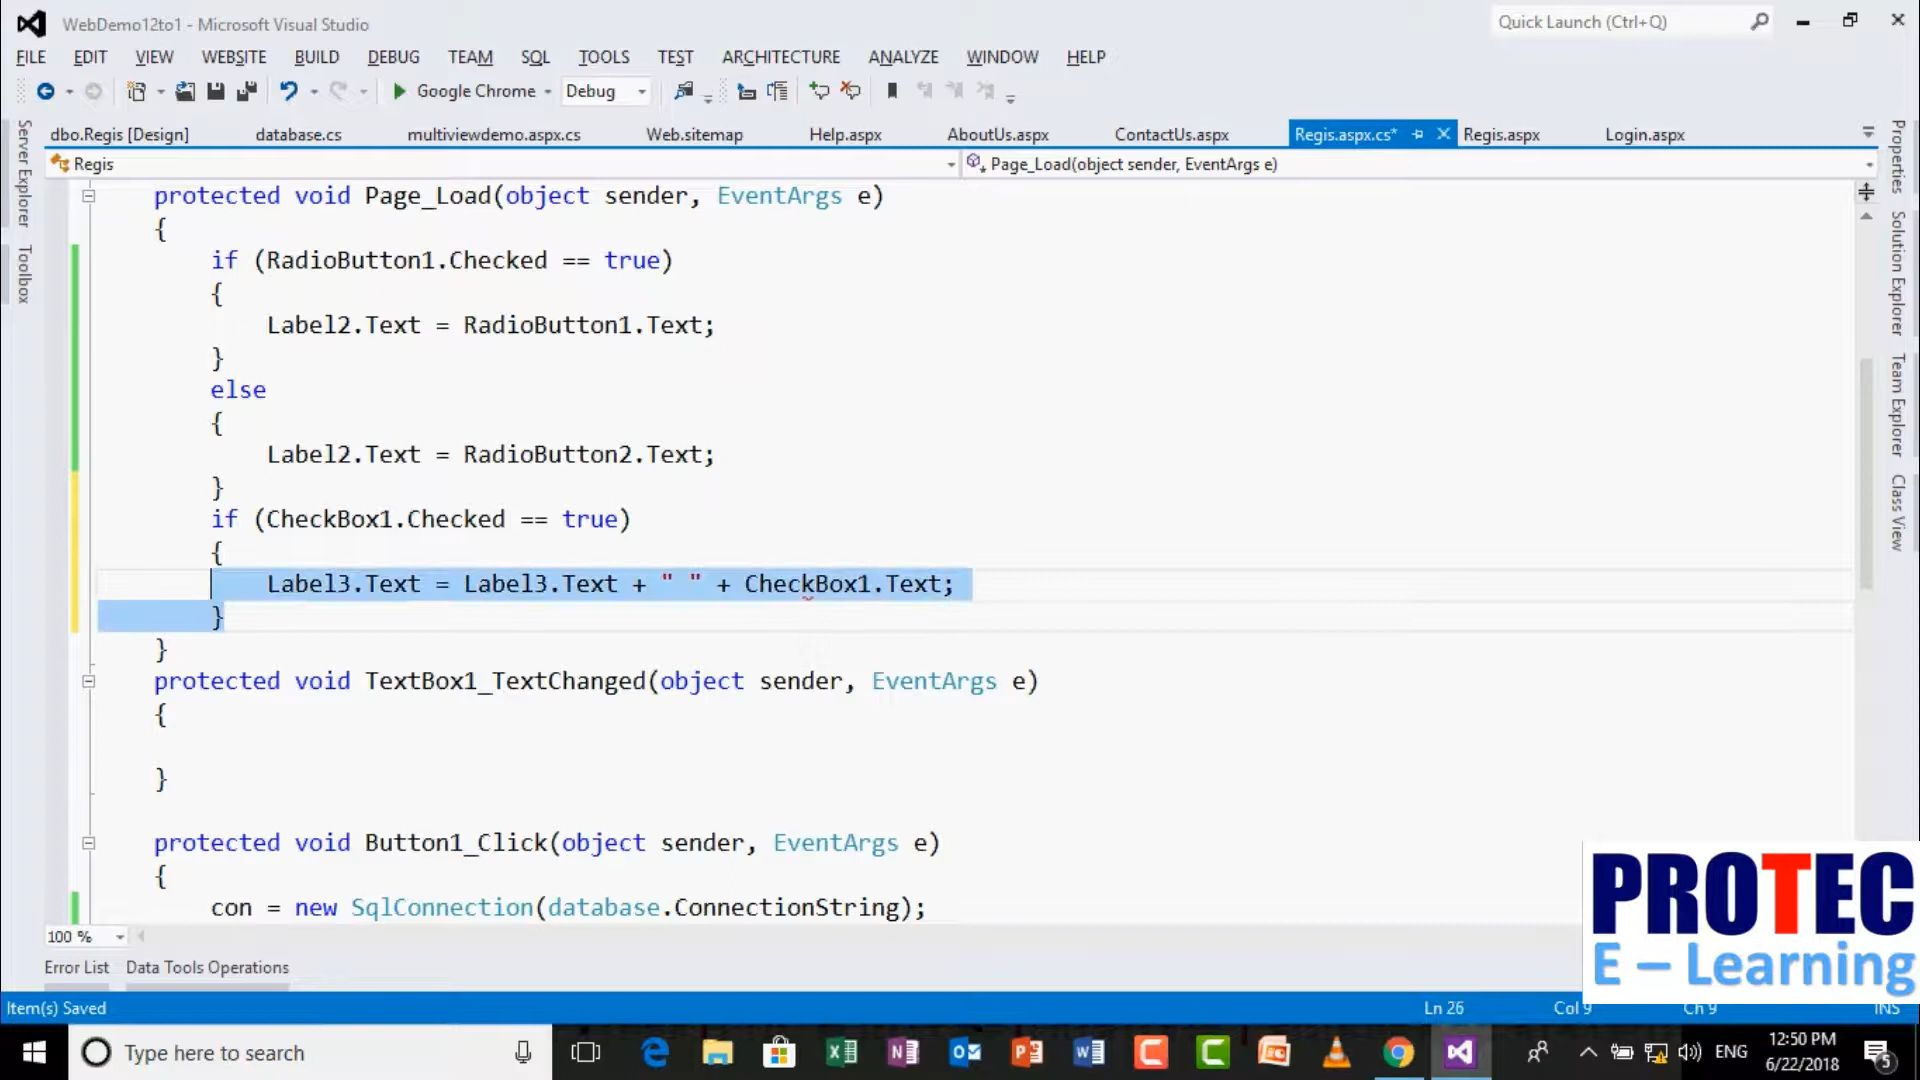 WebDemo12to1 - Microsoft Visual Studio
Quick Launch (Ctrl+Q)
FILE EDIT VIEW WEBSITE BUILD DEBUG TEAM SQL TOOLS TEST ARCHITECTURE ANALYZE WINDOW HELP
Google Chrome Debug
dbo.Regis [Design] database.cs multiviewdemo.aspx.cs Web.sitemap Help.aspx AboutUs.aspx ContactUs.aspx Regis.aspx.cs* Regis.aspx Login.aspx
Regis Page_Load(object sender, EventArgs e)
Server Explorer
Toolbox
Properties
Solution Explorer
Team Explorer
Class View
protected void Page_Load(object sender, EventArgs e)
{
if (RadioButton1.Checked == true)
{
Label2.Text = RadioButton1.Text;
}
else
{
Label2.Text = RadioButton2.Text;
}
if (CheckBox1.Checked == true)
{
Label3.Text = Label3.Text + " " + CheckBox1.Text;
}
}
protected void TextBox1_TextChanged(object sender, EventArgs e)
{
}
protected void Button1_Click(object sender, EventArgs e)
{
con = new SqlConnection(database.ConnectionString);
100 %
Error List Data Tools Operations
PROTEC
E – Learning
Item(s) Saved Ln 26 Col 9 Ch 9 INS
Type here to search
ENG
12:50 PM
6/22/2018
5